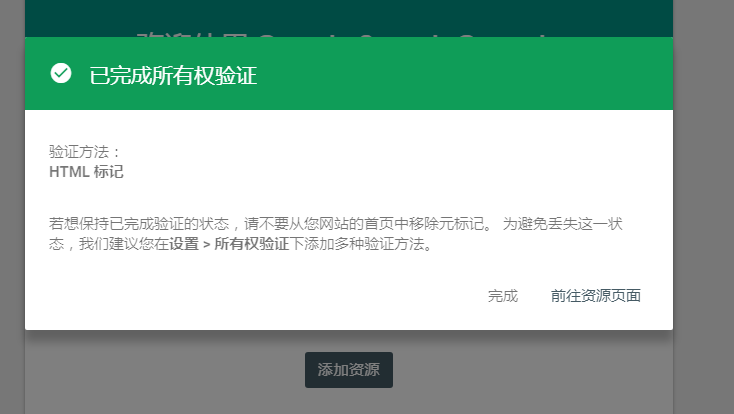 已完成所有权验证
验证方法：
HTML 标记
若想保持已完成验证的状态，请不要从您网站的首页中移除元标记。 为避免丢失这一状
态，我们建议您在设置 > 所有权验证下添加多种验证方法。
完成 前往资源页面
添加资源